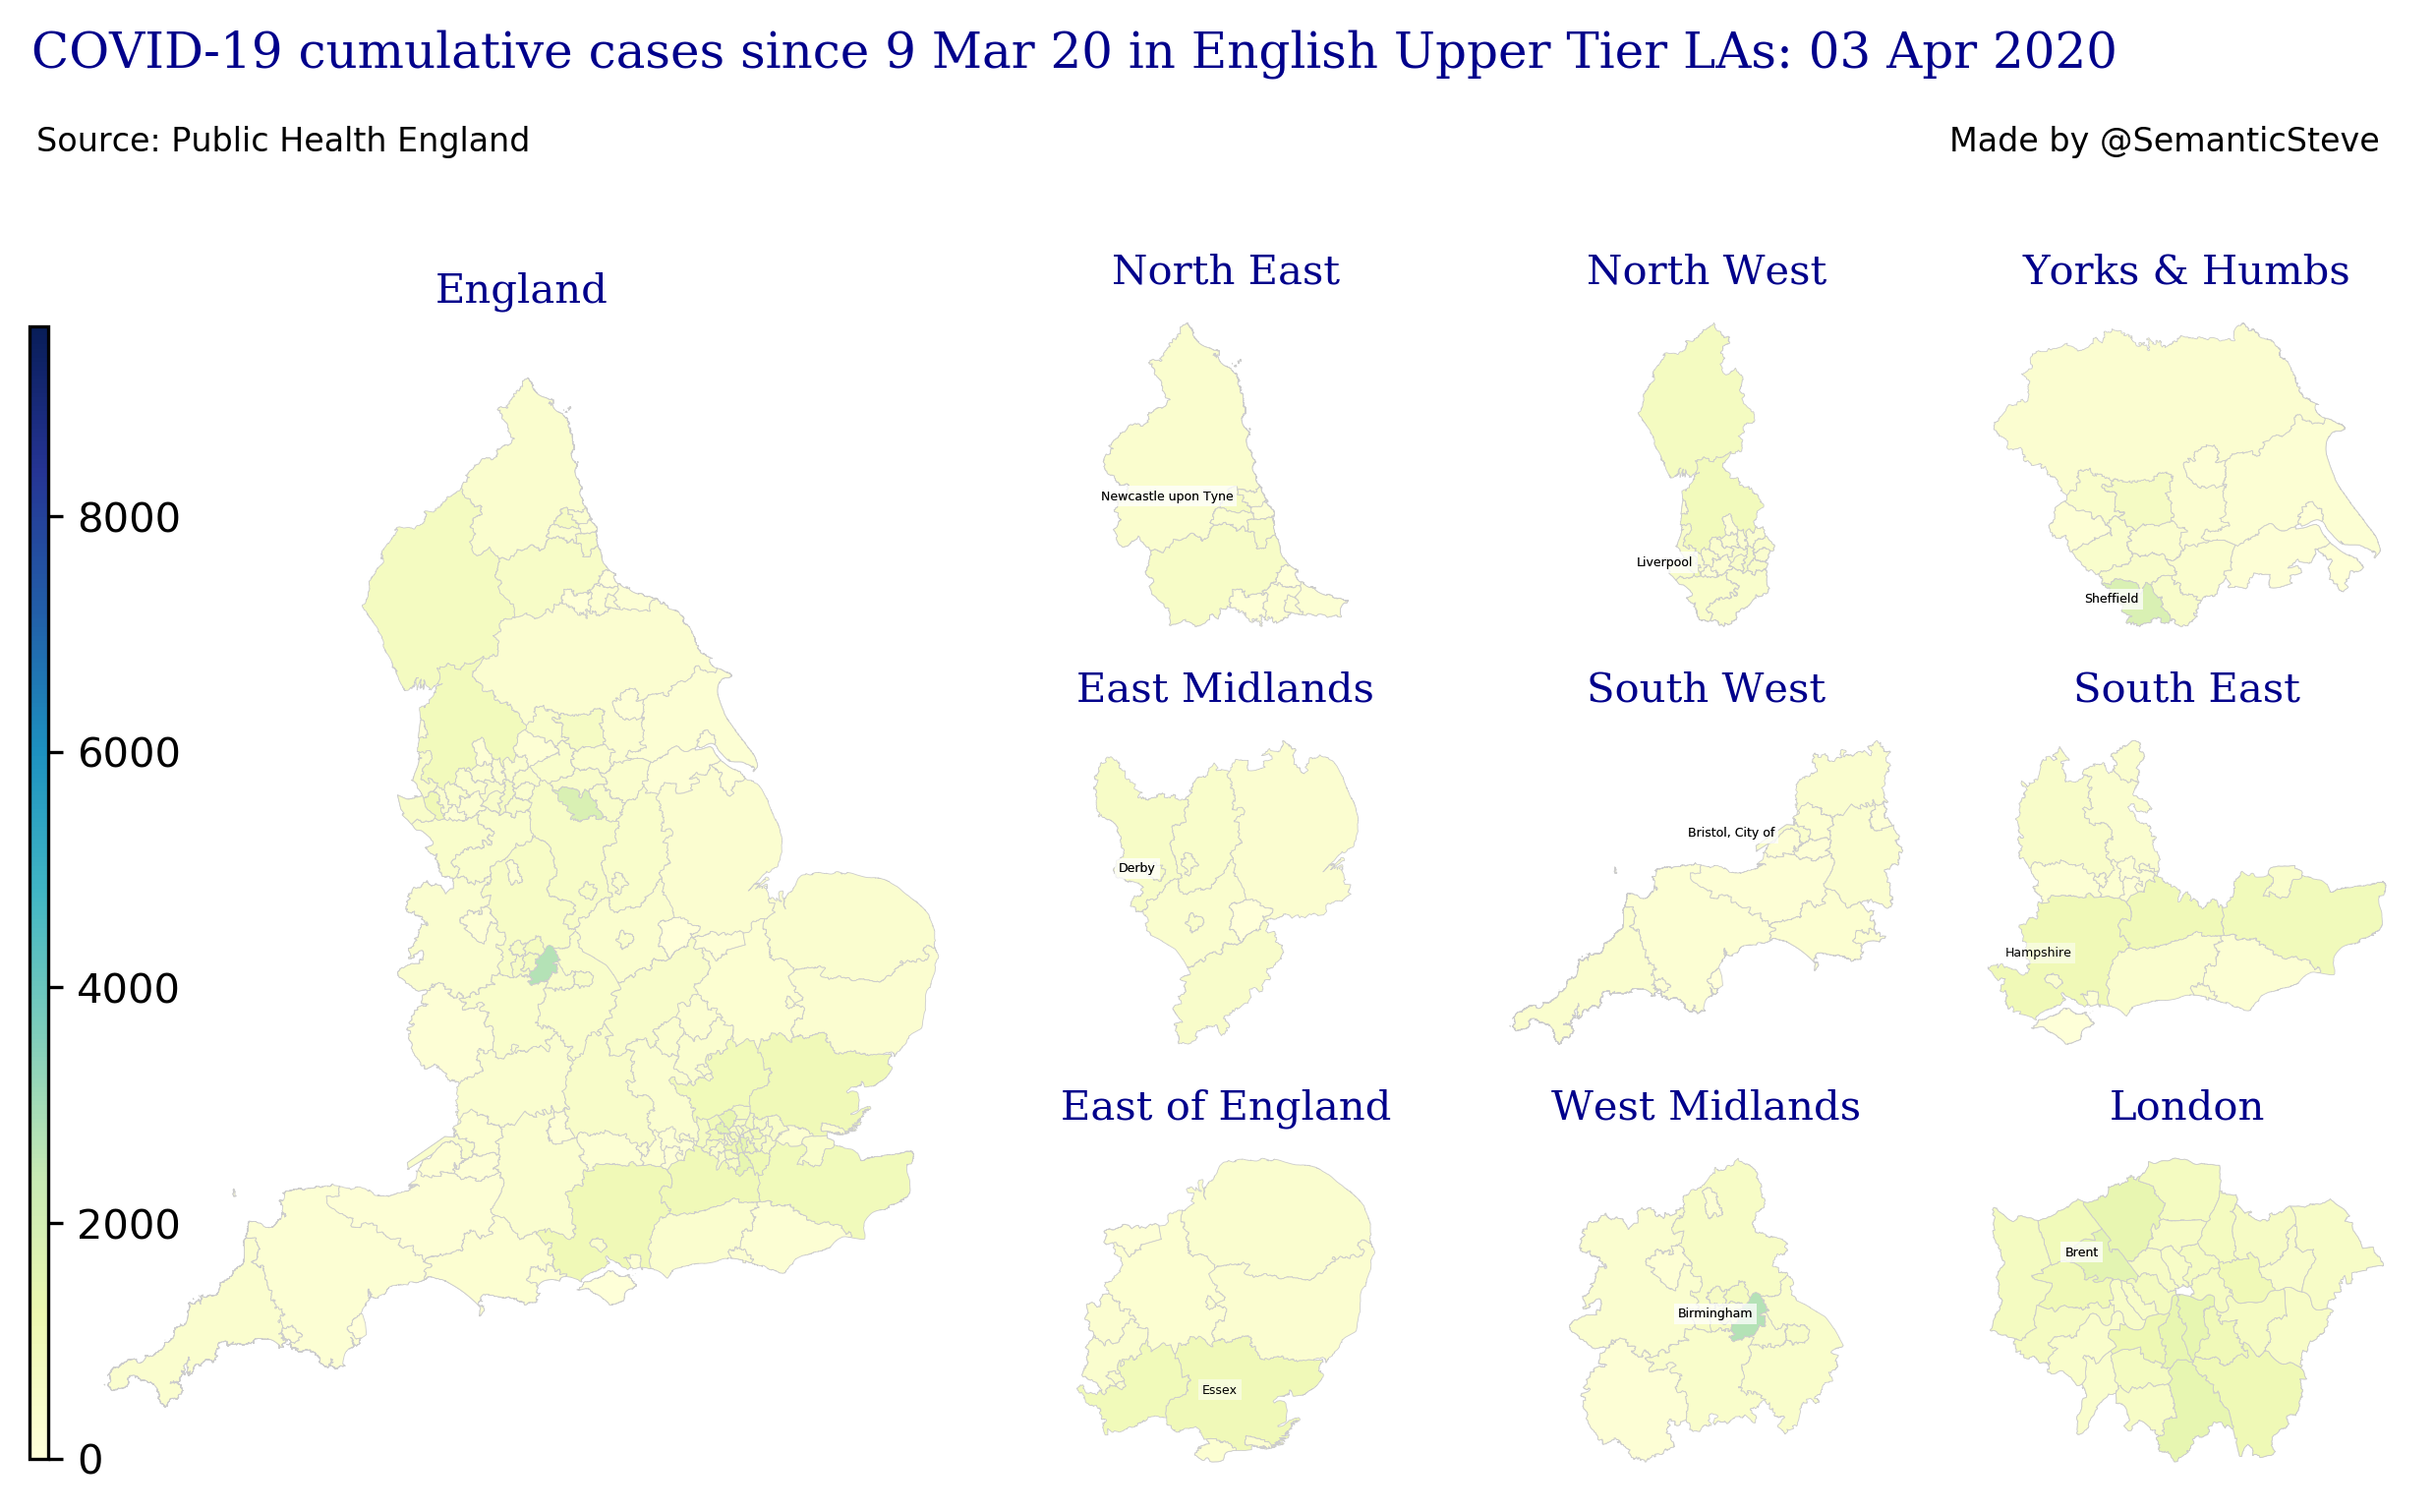 COVID-19 cumulative cases since 9 Mar 20 in English Upper Tier LAs: 03 Apr 2020
Source: Public Health England
Made by @SemanticSteve
England
8000
6000
4000
2000
0
North East
Newcastle upon Tyne
North West
Liverpool
Yorks & Humbs
Sheffield
East Midlands
Derby
South West
Bristol, City of
South East
Hampshire
East of England
Essex
West Midlands
Birmingham
London
Brent